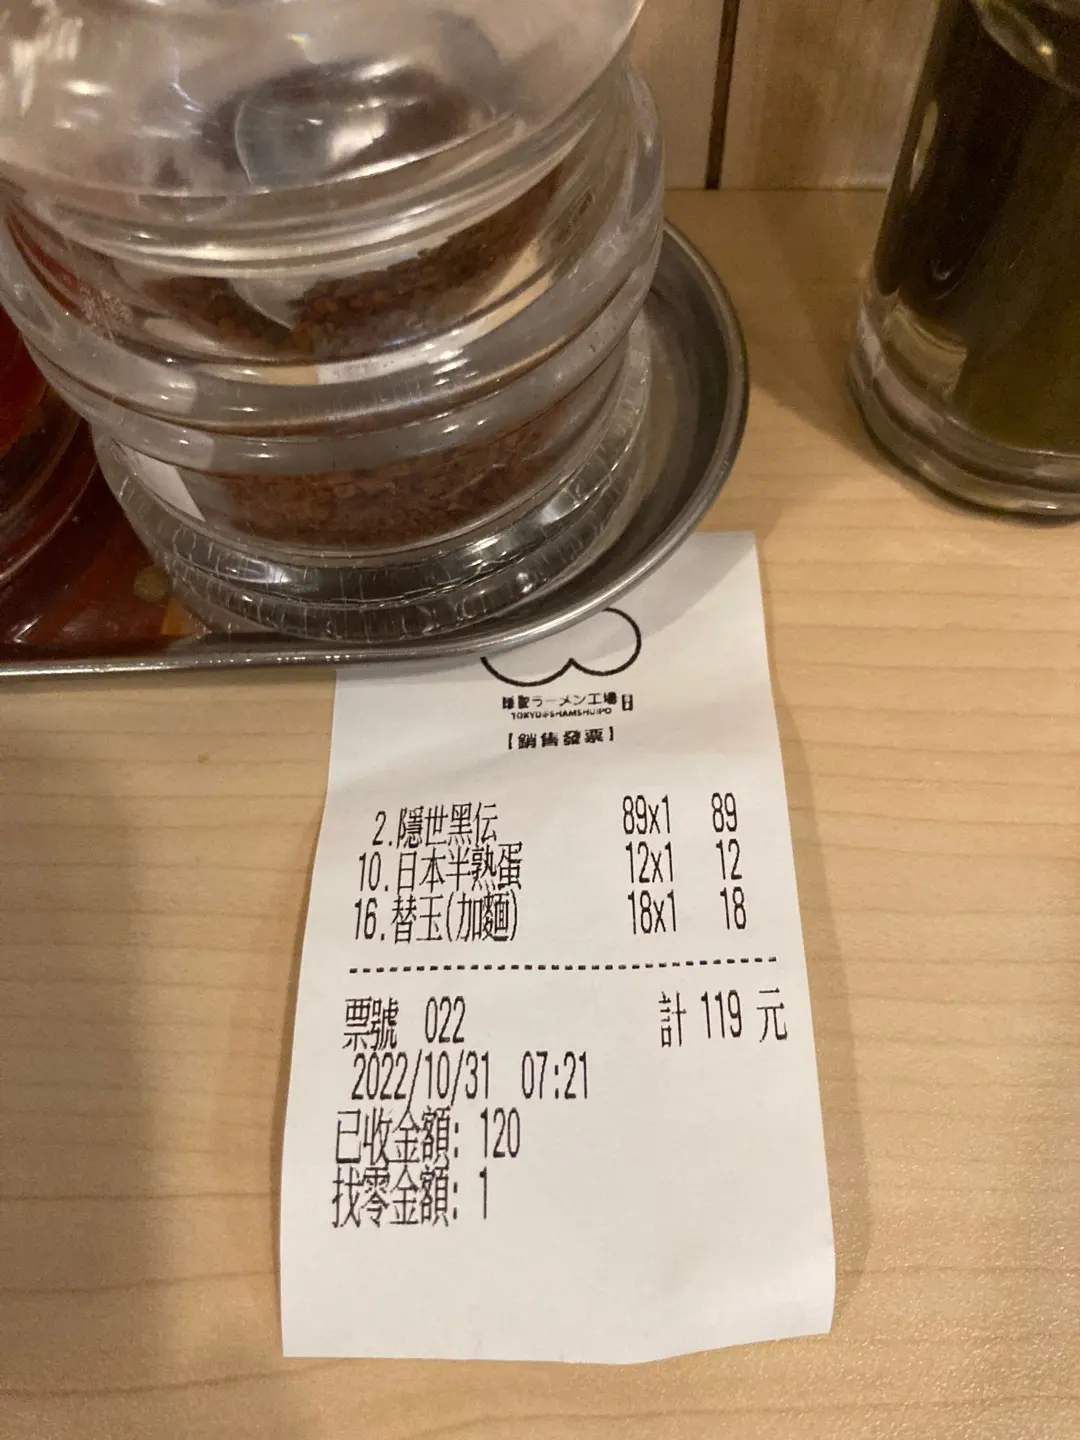 ラーメン工場
TOKYO@SHAMSHUIPO
【銷售發票】
2.隱世黑伝 89x1 89
10.日本半熟蛋 12x1 12
16.替玉(加麵) 18x1 18
票號 022 計 119 元
2022/10/31 07:21
已收金額: 120
找零金額: 1